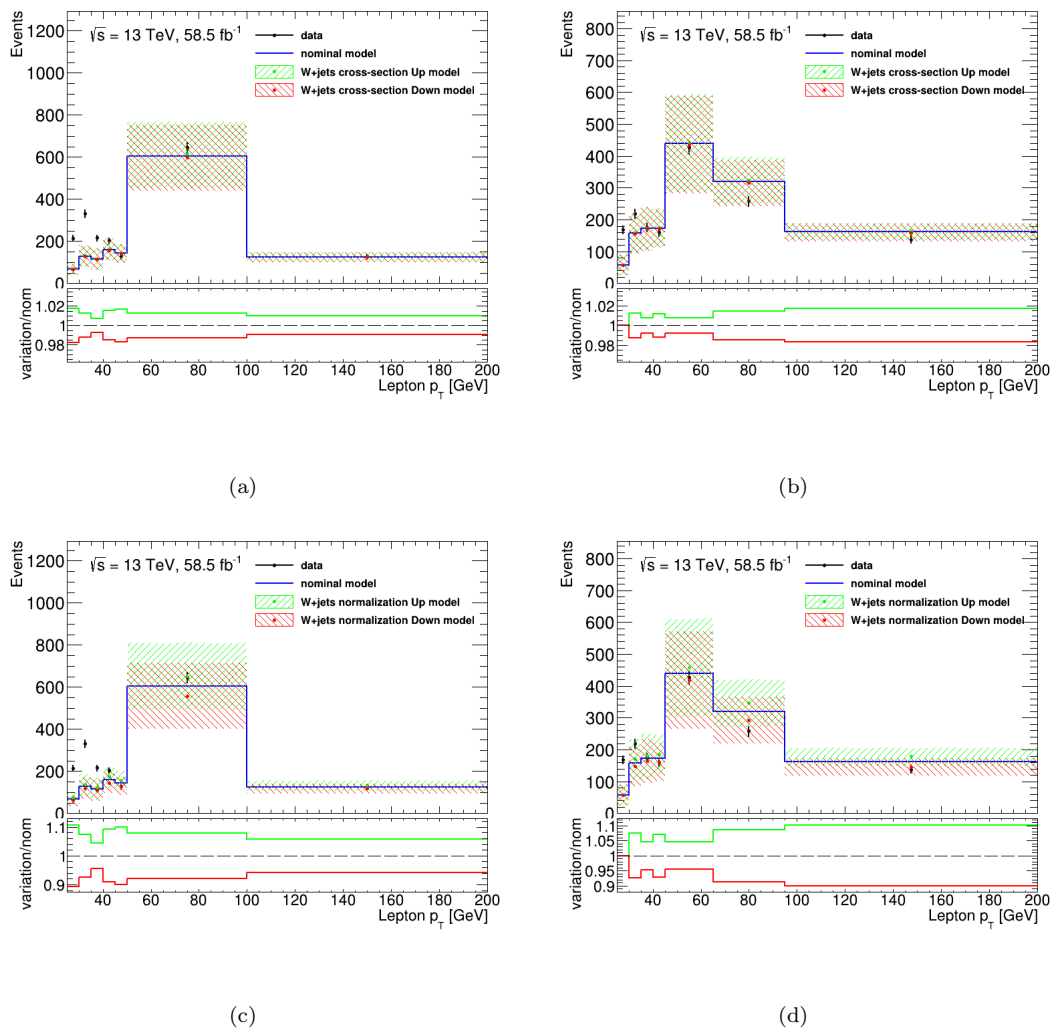 Events
1200
1000
800
600
400
200
0
√s = 13 TeV, 58.5 fb⁻¹
data
nominal model
W+jets cross-section Up model
W+jets cross-section Down model
variation/nom
1.02
1
0.98
40 60 80 100 120 140 160 180 200
Lepton p_T [GeV]
(a)
Events
800
700
600
500
400
300
200
100
0
√s = 13 TeV, 58.5 fb⁻¹
data
nominal model
W+jets cross-section Up model
W+jets cross-section Down model
variation/nom
1.02
1
0.98
40 60 80 100 120 140 160 180 200
Lepton p_T [GeV]
(b)
Events
1200
1000
800
600
400
200
0
√s = 13 TeV, 58.5 fb⁻¹
data
nominal model
W+jets normalization Up model
W+jets normalization Down model
variation/nom
1.1
1
0.9
40 60 80 100 120 140 160 180 200
Lepton p_T [GeV]
(c)
Events
800
700
600
500
400
300
200
100
0
√s = 13 TeV, 58.5 fb⁻¹
data
nominal model
W+jets normalization Up model
W+jets normalization Down model
variation/nom
1.1
1.05
1
0.95
0.9
40 60 80 100 120 140 160 180 200
Lepton p_T [GeV]
(d)